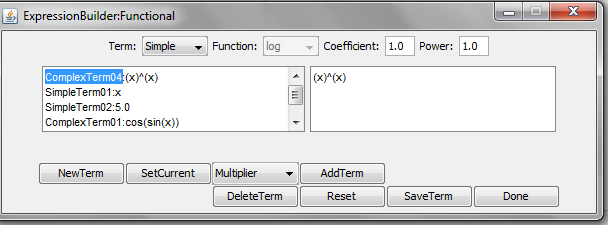 ExpressionBuilder:Functional
Term: Simple Function: log Coefficient: 1.0 Power: 1.0
ComplexTerm04:(x)^(x)
SimpleTerm01:x
SimpleTerm02:5.0
ComplexTerm01:cos(sin(x))
(x)^(x)
NewTerm SetCurrent Multiplier AddTerm
DeleteTerm Reset SaveTerm Done